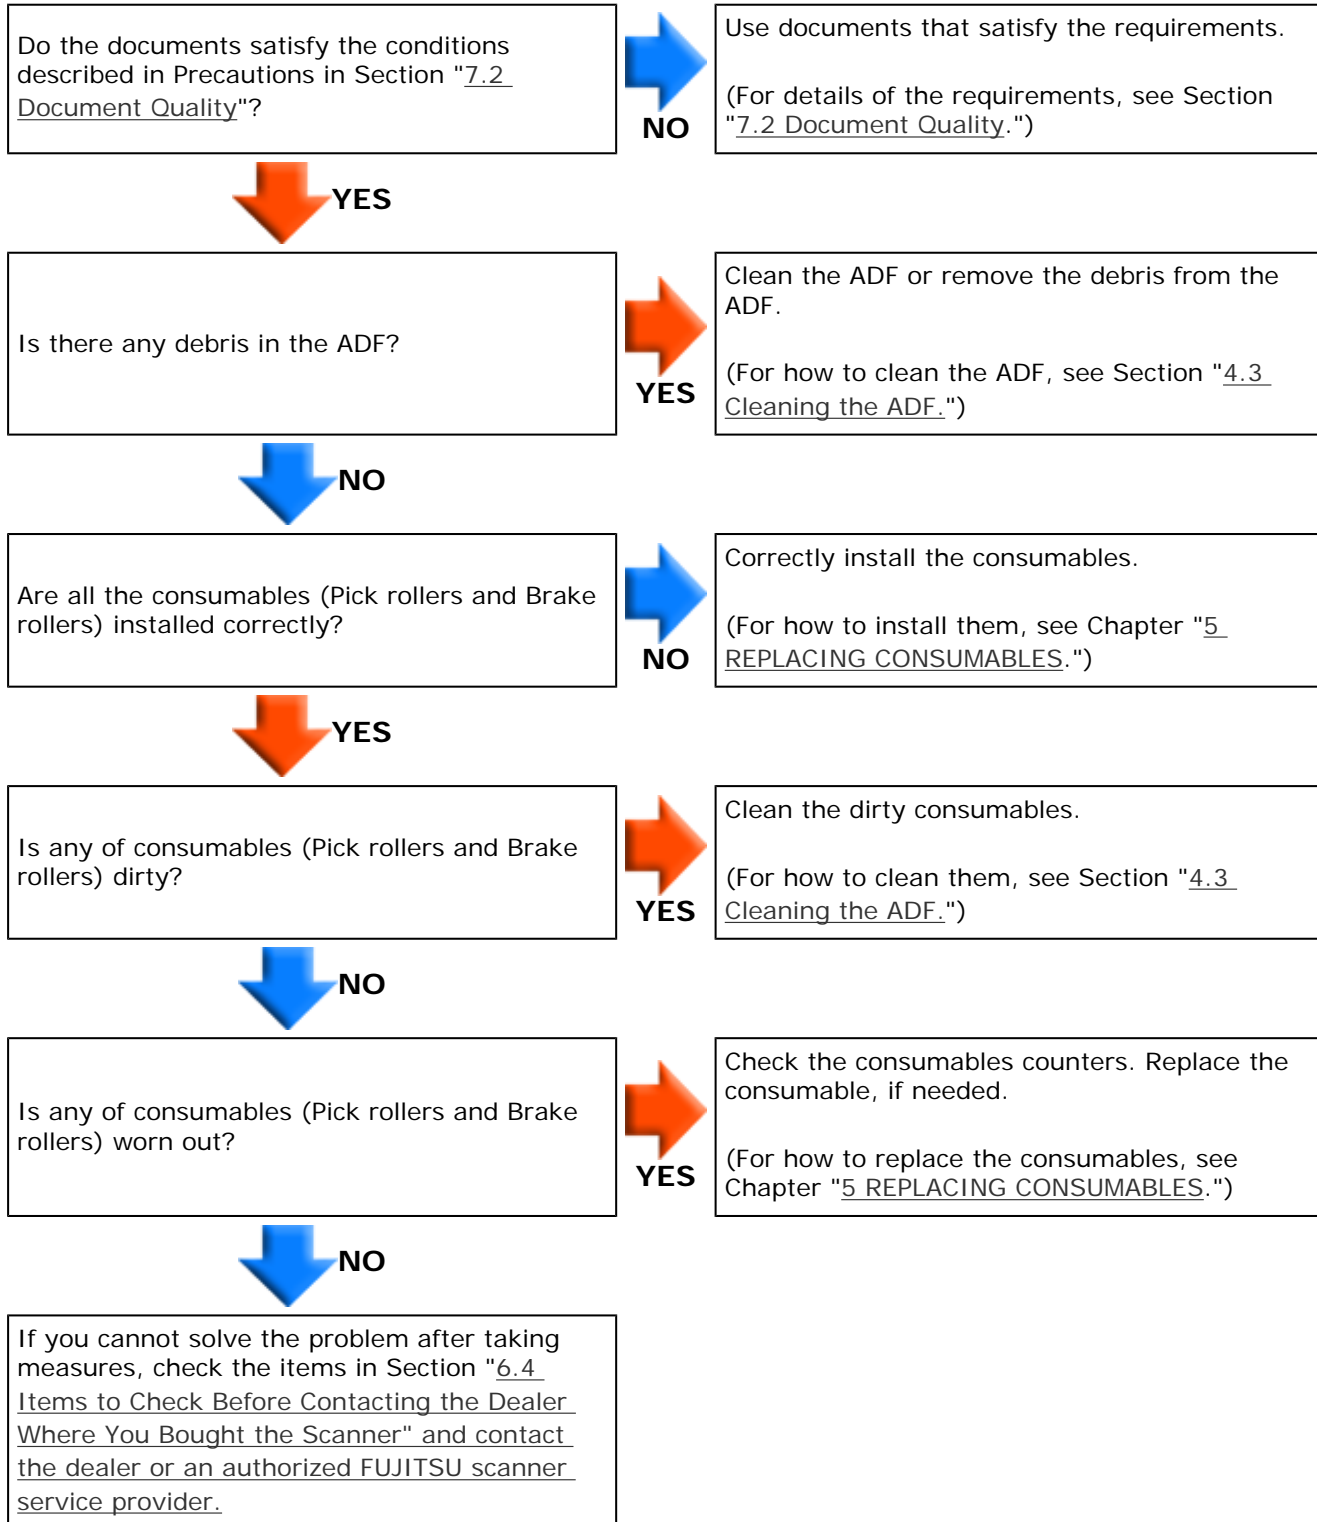 Do the documents satisfy the conditions
described in Precautions in Section "7.2
Document Quality"?
NO
Use documents that satisfy the requirements.
(For details of the requirements, see Section
"7.2 Document Quality.")
YES
Is there any debris in the ADF?
YES
Clean the ADF or remove the debris from the
ADF.
(For how to clean the ADF, see Section "4.3
Cleaning the ADF.")
NO
Are all the consumables (Pick rollers and Brake
rollers) installed correctly?
NO
Correctly install the consumables.
(For how to install them, see Chapter "5
REPLACING CONSUMABLES.")
YES
Is any of consumables (Pick rollers and Brake
rollers) dirty?
YES
Clean the dirty consumables.
(For how to clean them, see Section "4.3
Cleaning the ADF.")
NO
Is any of consumables (Pick rollers and Brake
rollers) worn out?
YES
Check the consumables counters. Replace the
consumable, if needed.
(For how to replace the consumables, see
Chapter "5 REPLACING CONSUMABLES.")
NO
If you cannot solve the problem after taking
measures, check the items in Section "6.4
Items to Check Before Contacting the Dealer
Where You Bought the Scanner" and contact
the dealer or an authorized FUJITSU scanner
service provider.